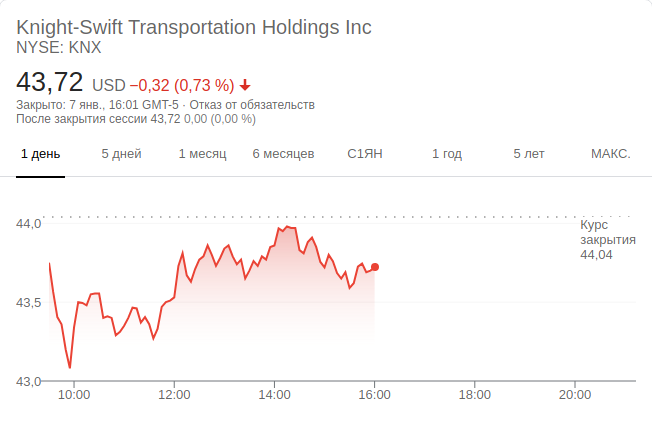 Knight-Swift Transportation Holdings Inc
NYSE: KNX
43,72 USD −0,32 (0,73 %)
Закрыто: 7 янв., 16:01 GMT-5 · Отказ от обязательств
После закрытия сессии 43,72 0,00 (0,00 %)
1 день 5 дней 1 месяц 6 месяцев С1ЯН 1 год 5 лет МАКС.
44,0
Курс
закрытия
44,04
43,5
43,0
10:00 12:00 14:00 16:00 18:00 20:00